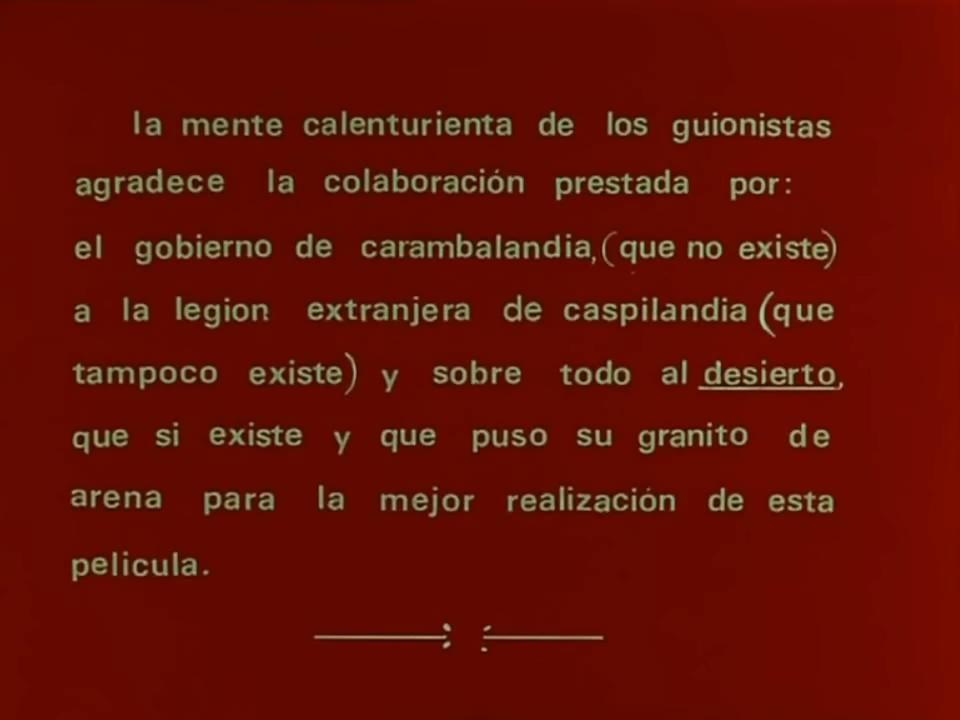 la mente calenturienta de los guionistas
agradece la colaboración prestada por:
el gobierno de carambalandia,(que no existe)
a la legion extranjera de caspilandia (que
tampoco existe) y sobre todo al desierto,
que si existe y que puso su granito de
arena para la mejor realización de esta
pelicula.